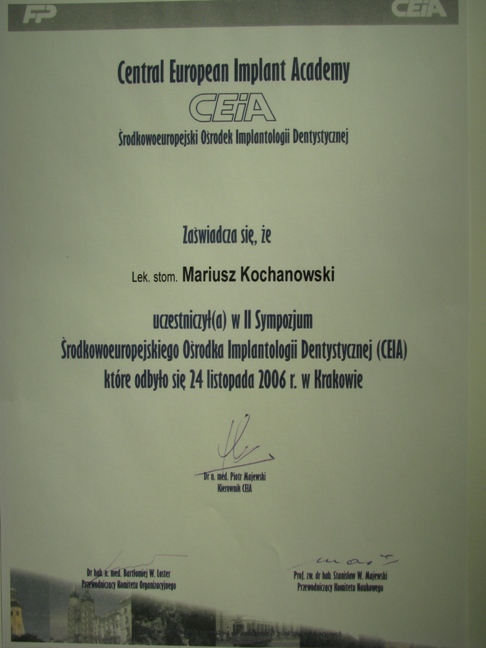 FP
CEiA
Central European Implant Academy
CEiA
Środkowoeuropejski Ośrodek Implantologii Dentystycznej
Zaświadcza się, że
Lek. stom. Mariusz Kochanowski
uczestniczył(a) w II Sympozjum
Środkowoeuropejskiego Ośrodka Implantologii Dentystycznej (CEIA)
które odbyło się 24 listopada 2006 r. w Krakowie
Dr n. med. Piotr Majewski
Kierownik CEIA
Dr hab. n. med. Bartłomiej W. Loster
Przewodniczący Komitetu Organizacyjnego
Prof. zw. dr hab. Stanisław W. Majewski
Przewodniczący Komitetu Naukowego